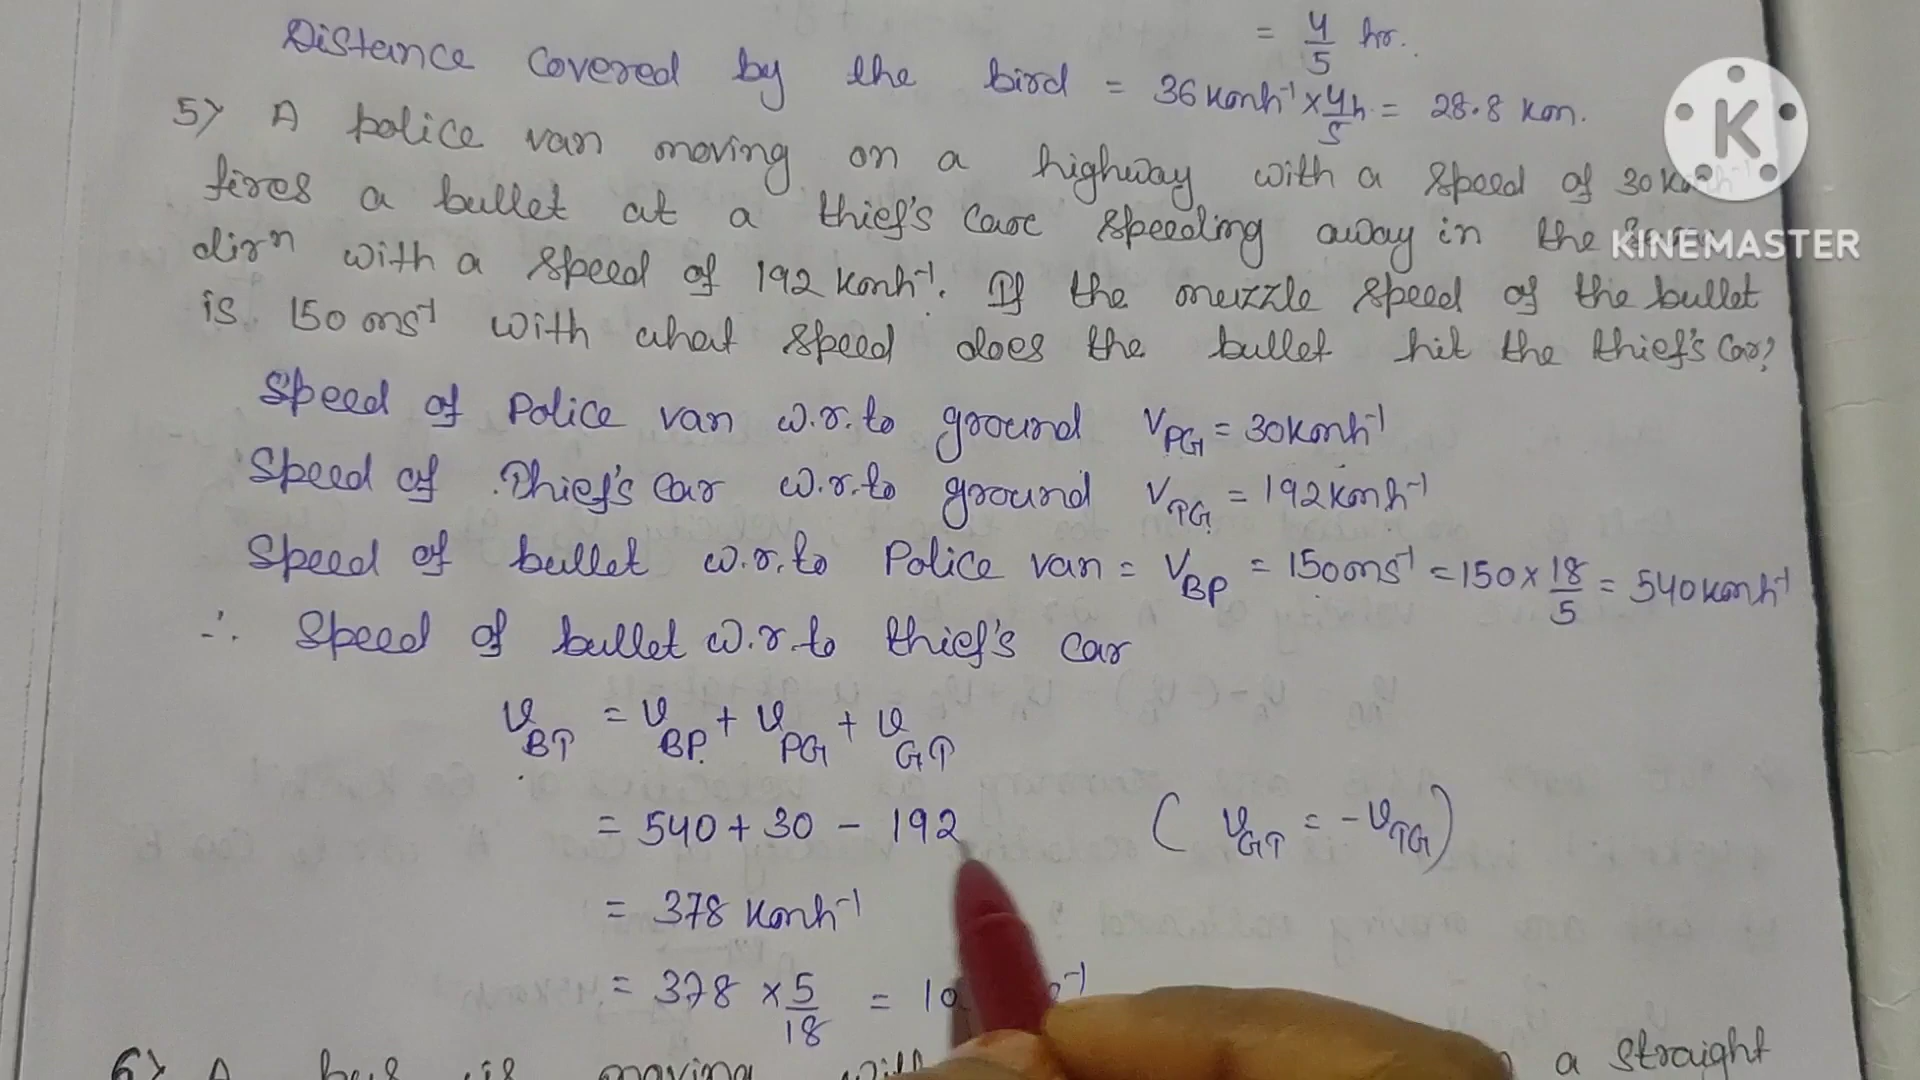 = 4/5 hr.
Distance covered by the bird = 36 kmh⁻¹ × 4/5 h = 28.8 km.
5) A police van moving on a highway with a speed of 30
fires a bullet at a thief's car speeding away in the
dirⁿ with a speed of 192 kmh⁻¹. If the muzzle speed of the bullet
is 150 ms⁻¹ with what speed does the bullet hit the thief's car?
Speed of Police van w.r.to ground V_PG = 30 kmh⁻¹
Speed of Thief's car w.r.to ground V_TG = 192 kmh⁻¹
Speed of bullet w.r.to Police van = V_BP = 150 ms⁻¹ = 150 × 18/5 = 540 kmh⁻¹
∴ Speed of bullet w.r.to thief's car
V_BT = V_BP + V_PG + V_GT
= 540 + 30 - 192 (V_GT = -V_TG)
= 378 kmh⁻¹
= 378 × 5/18 =
6) A bus is moving a straight
K
KINEMASTER